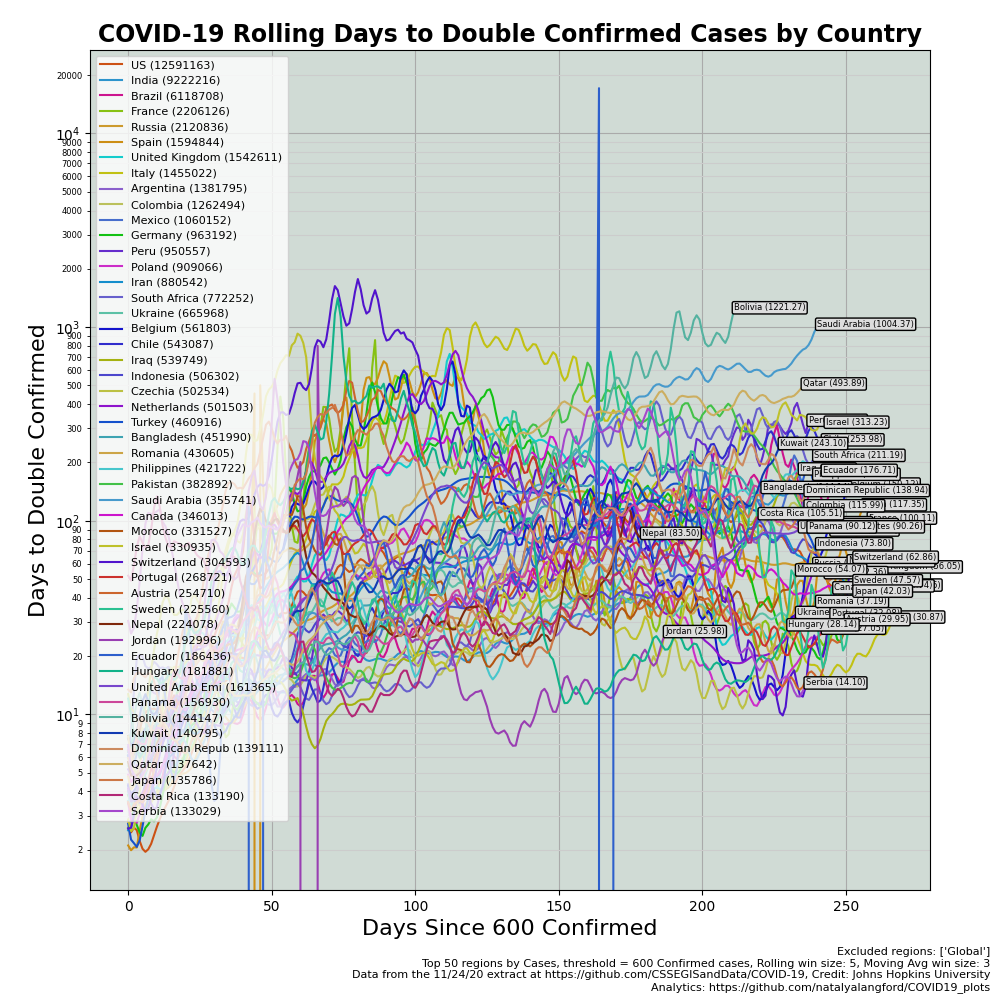 COVID-19 Rolling Days to Double Confirmed Cases by Country
US (12591163)
India (9222216)
Brazil (6118708)
France (2206126)
Russia (2120836)
Spain (1594844)
United Kingdom (1542611)
Italy (1455022)
Argentina (1381795)
Colombia (1262494)
Mexico (1060152)
Germany (963192)
Peru (950557)
Poland (909066)
Iran (880542)
South Africa (772252)
Ukraine (665968)
Belgium (561803)
Chile (543087)
Iraq (539749)
Indonesia (506302)
Czechia (502534)
Netherlands (501503)
Turkey (460916)
Bangladesh (451990)
Romania (430605)
Philippines (421722)
Pakistan (382892)
Saudi Arabia (355741)
Canada (346013)
Morocco (331527)
Israel (330935)
Switzerland (304593)
Portugal (268721)
Austria (254710)
Sweden (225560)
Nepal (224078)
Jordan (192996)
Ecuador (186436)
Hungary (181881)
United Arab Emi (161365)
Panama (156930)
Bolivia (144147)
Kuwait (140795)
Dominican Repub (139111)
Qatar (137642)
Japan (135786)
Costa Rica (133190)
Serbia (133029)
Days to Double Confirmed
20000
10^4
9000
8000
7000
6000
5000
4000
3000
2000
10^3
900
800
700
600
500
400
300
200
10^2
90
80
70
60
50
40
30
20
10^1
9
8
7
6
5
4
3
2
Bolivia (1221.27)
Saudi Arabia (1004.37)
Qatar (493.89)
Israel (313.23)
Kuwait (243.10)
253.98)
South Africa (211.19)
Ecuador (176.71)
Dominican Republic (138.94)
Colombia (115.99)
(117.35)
Costa Rica (105.51)
Panama (90.12)
(90.26)
Nepal (83.50)
Indonesia (73.80)
Switzerland (62.86)
Morocco (54.07)
Sweden (47.57)
Japan (42.03)
Romania (37.19)
(29.95)
(30.87)
Hungary (28.14)
Jordan (25.98)
Serbia (14.10)
0 50 100 150 200 250
Days Since 600 Confirmed
Excluded regions: ['Global']
Top 50 regions by Cases, threshold = 600 Confirmed cases, Rolling win size: 5, Moving Avg win size: 3
Data from the 11/24/20 extract at https://github.com/CSSEGISandData/COVID-19, Credit: Johns Hopkins University
Analytics: https://github.com/natalyalangford/COVID19_plots